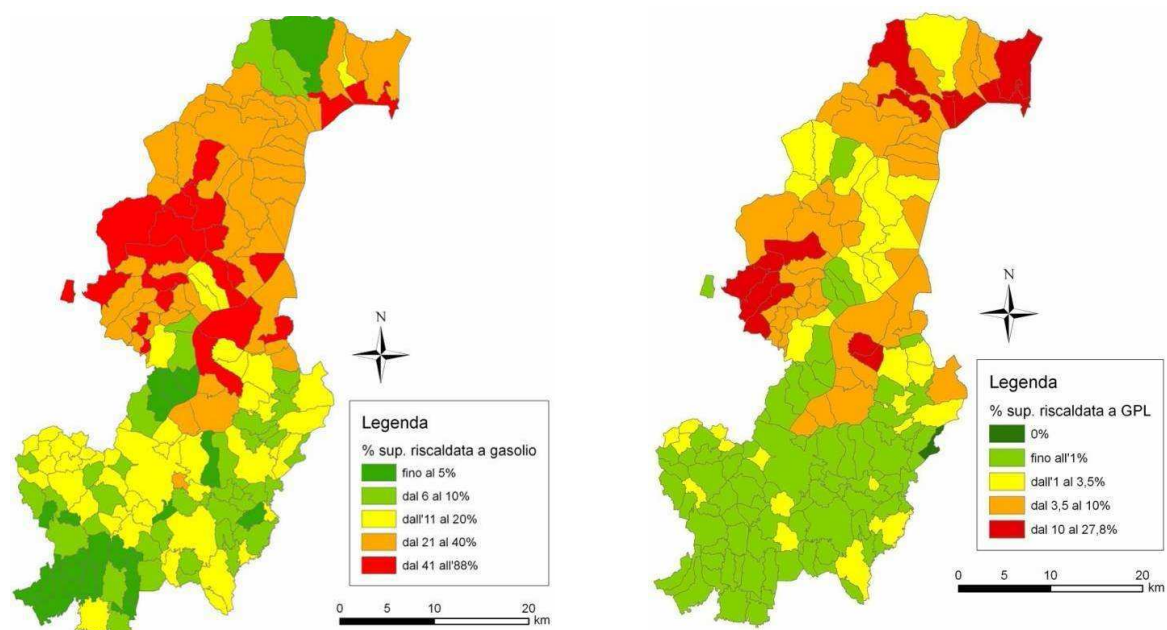 N
Legenda
% sup. riscaldata a gasolio
fino al 5%
dal 6 al 10%
dall'11 al 20%
dal 21 al 40%
dal 41 all'88%
0 5 10 20
km
N
Legenda
% sup. riscaldata a GPL
0%
fino all'1%
dall'1 al 3,5%
dal 3,5 al 10%
dal 10 al 27,8%
0 5 10 20
km